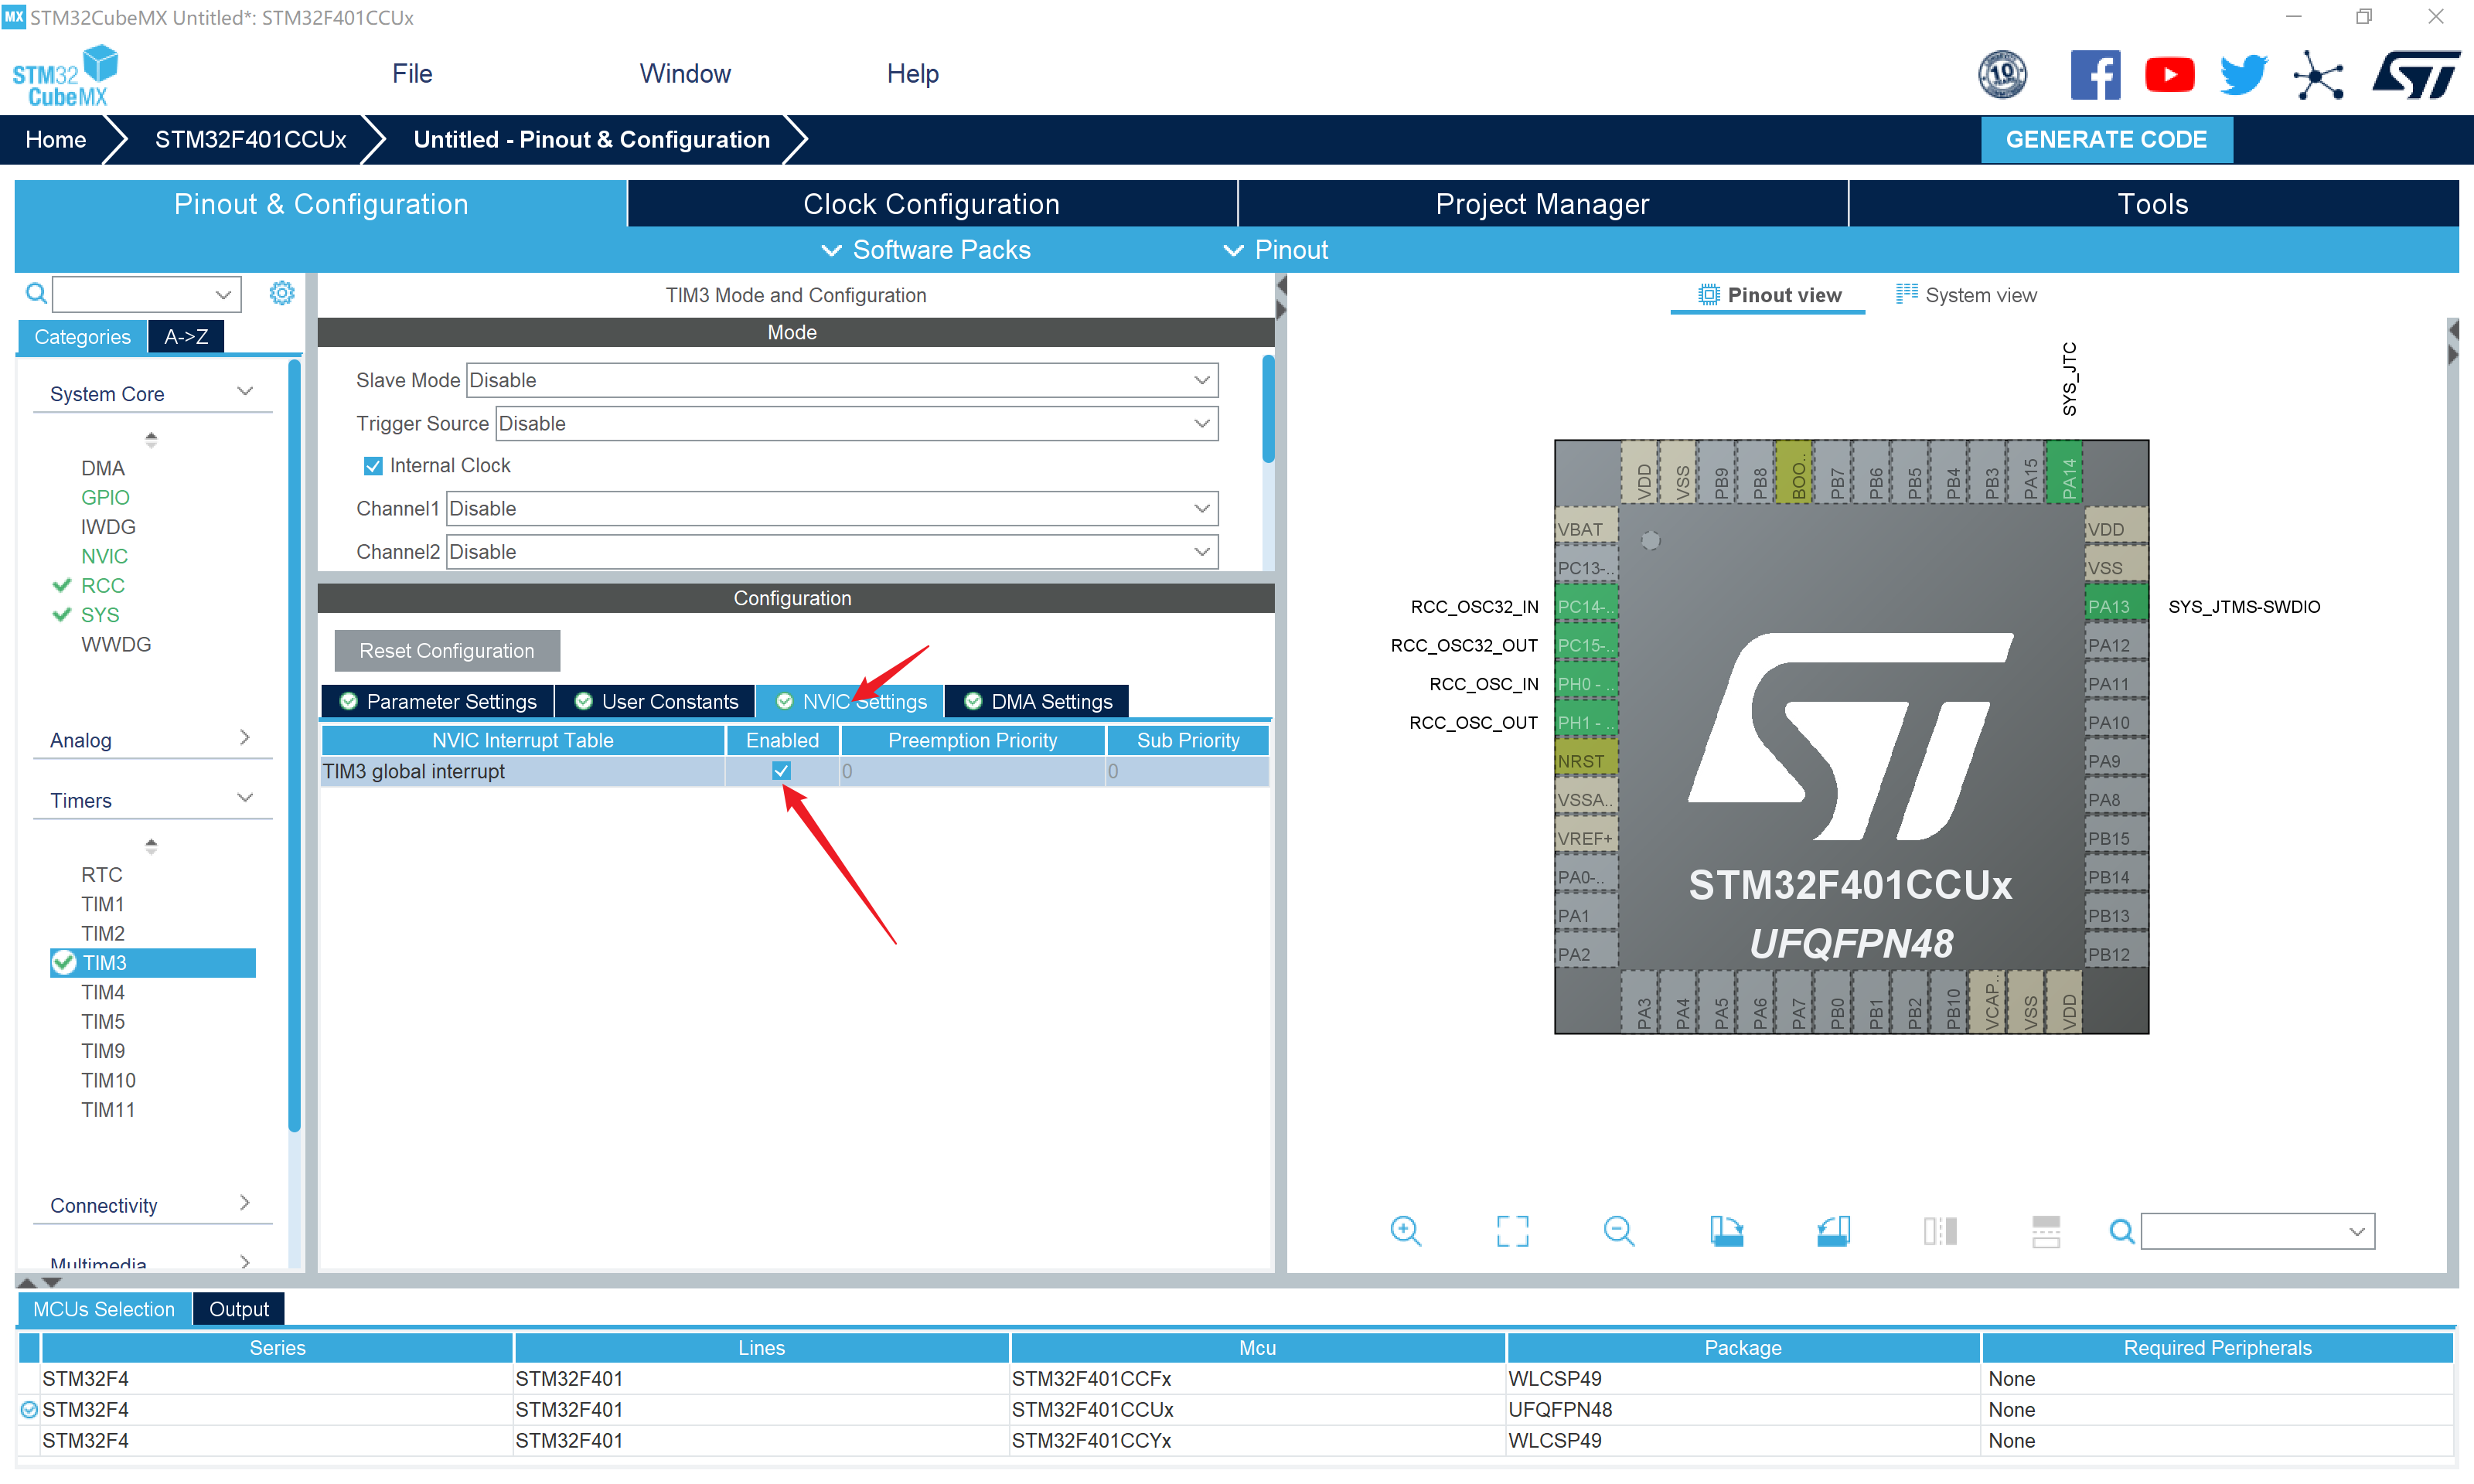 MX STM32CubeMX Untitled*: STM32F401CCUx
STM32 CubeMX
File Window Help
10
Home STM32F401CCUx Untitled - Pinout & Configuration GENERATE CODE
Pinout & Configuration Clock Configuration Project Manager Tools
Software Packs Pinout
Categories A->Z
System Core
DMA
GPIO
IWDG
NVIC
RCC
SYS
WWDG
Analog
Timers
RTC
TIM1
TIM2
TIM3
TIM4
TIM5
TIM9
TIM10
TIM11
Connectivity
Multimedia
TIM3 Mode and Configuration
Mode
Slave Mode Disable
Trigger Source Disable
Internal Clock
Channel1 Disable
Channel2 Disable
Configuration
Reset Configuration
Parameter Settings User Constants NVIC Settings DMA Settings
NVIC Interrupt Table Enabled Preemption Priority Sub Priority
TIM3 global interrupt 0 0
Pinout view System view
SYS_JTC
VDD VSS PB9 PB8 BOO.. PB7 PB6 PB5 PB4 PB3 PA15 PA14
VBAT VDD
PC13-.. VSS
RCC_OSC32_IN PC14-.. PA13 SYS_JTMS-SWDIO
RCC_OSC32_OUT PC15-.. PA12
RCC_OSC_IN PH0 - .. PA11
RCC_OSC_OUT PH1 - .. PA10
NRST PA9
VSSA.. PA8
VREF+ PB15
PA0-.. PB14
PA1 PB13
PA2 PB12
STM32F401CCUx
UFQFPN48
PA3 PA4 PA5 PA6 PA7 PB0 PB1 PB2 PB10 VCAP.. VSS VDD
MCUs Selection Output
Series Lines Mcu Package Required Peripherals
STM32F4 STM32F401 STM32F401CCFx WLCSP49 None
STM32F4 STM32F401 STM32F401CCUx UFQFPN48 None
STM32F4 STM32F401 STM32F401CCYx WLCSP49 None